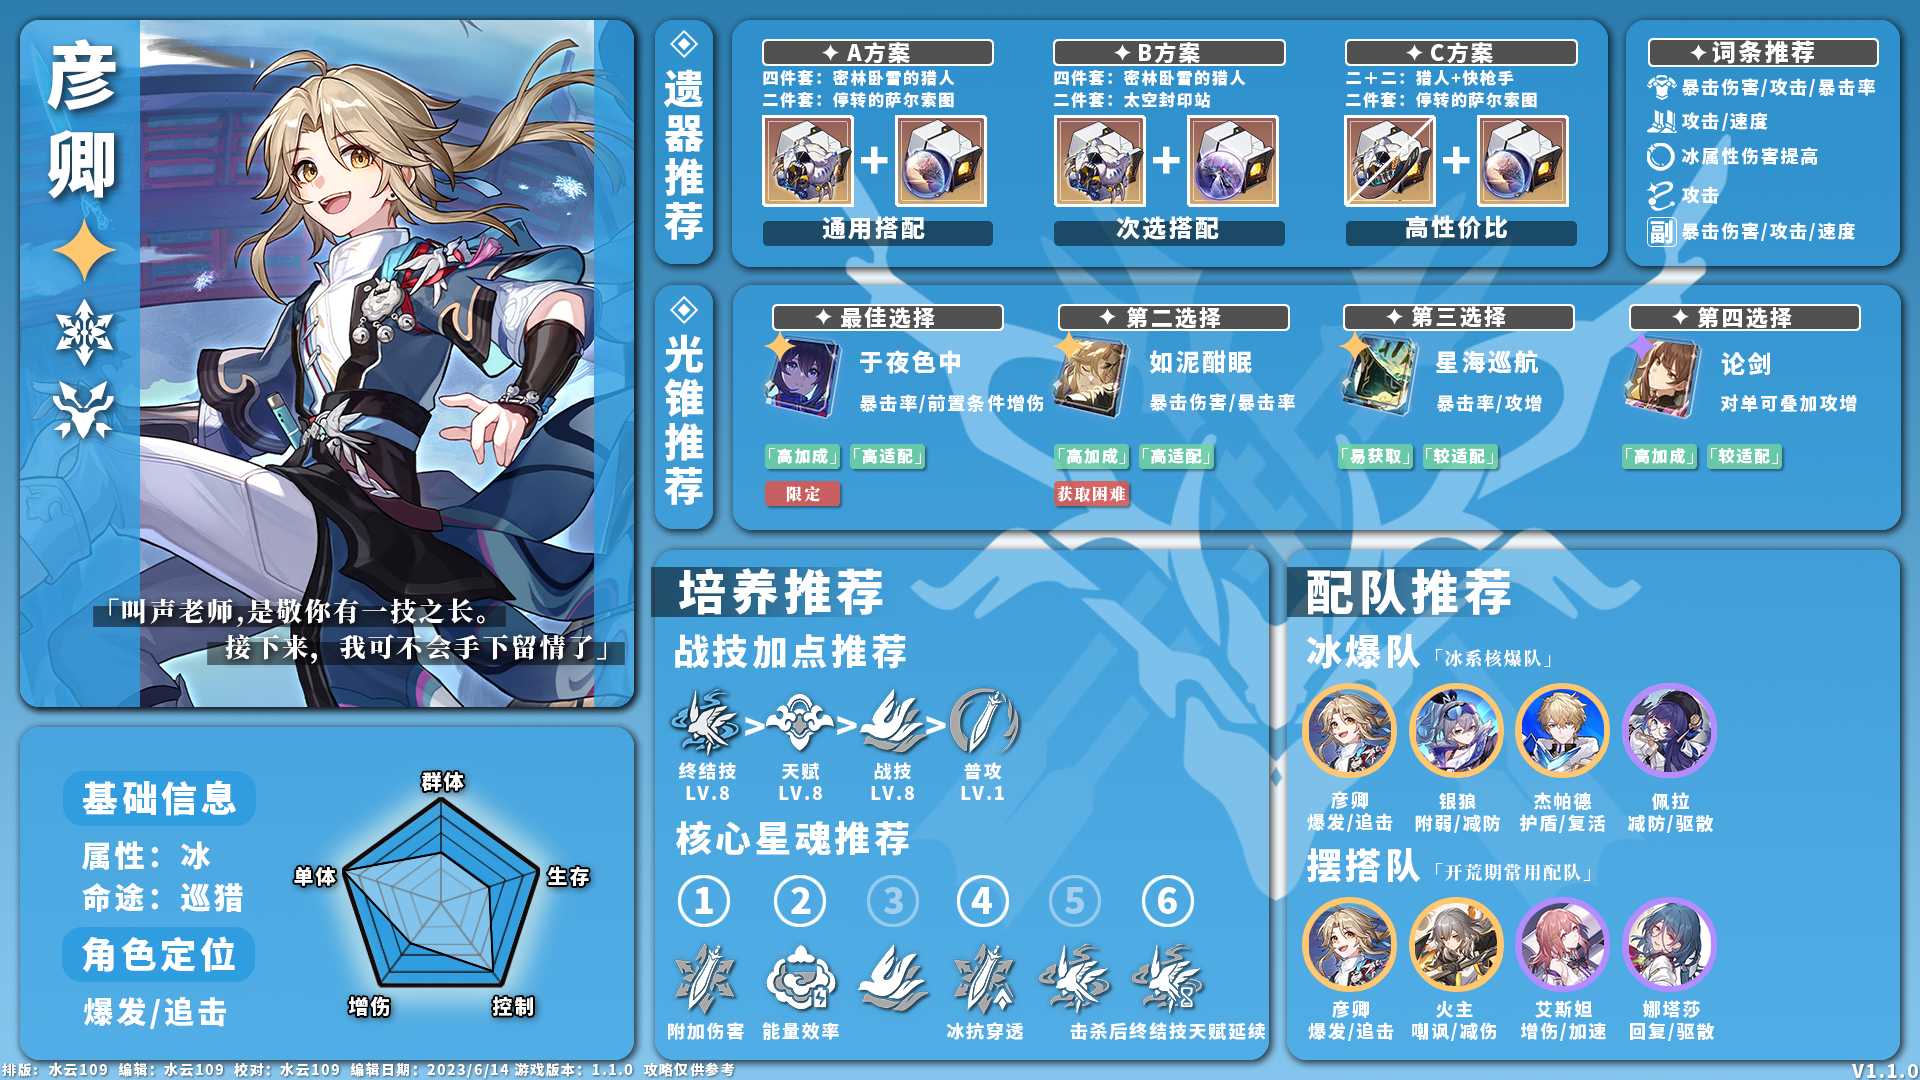 彦卿
「叫声老师,是敬你有一技之长。
接下来，我可不会手下留情了」
基础信息
属性：冰
命途：巡猎
角色定位
爆发/追击
群体
单体
生存
增伤
控制
遗器推荐
✦ A方案
四件套：密林卧雪的猎人
二件套：停转的萨尔索图
+
通用搭配
✦ B方案
四件套：密林卧雪的猎人
二件套：太空封印站
+
次选搭配
✦ C方案
二＋二：猎人+快枪手
二件套：停转的萨尔索图
+
高性价比
✦词条推荐
暴击伤害/攻击/暴击率
攻击/速度
冰属性伤害提高
攻击
副 暴击伤害/攻击/速度
光锥推荐
✦ 最佳选择
于夜色中
暴击率/前置条件增伤
「高加成」「高适配」
限定
✦ 第二选择
如泥酣眠
暴击伤害/暴击率
「高加成」「高适配」
获取困难
✦ 第三选择
星海巡航
暴击率/攻增
「易获取」「较适配」
✦ 第四选择
论剑
对单可叠加攻增
「高加成」「较适配」
培养推荐
战技加点推荐
> > >
终结技 天赋 战技 普攻
LV.8 LV.8 LV.8 LV.1
核心星魂推荐
① ② ③ ④ ⑤ ⑥
附加伤害 能量效率 冰抗穿透 击杀后终结技天赋延续
配队推荐
冰爆队「冰系核爆队」
彦卿 银狼 杰帕德 佩拉
爆发/追击 附弱/减防 护盾/复活 减防/驱散
摆搭队「开荒期常用配队」
彦卿 火主 艾斯妲 娜塔莎
爆发/追击 嘲讽/减伤 增伤/加速 回复/驱散
排版：水云109 编辑：水云109 校对：水云109 编辑日期：2023/6/14 游戏版本：1.1.0 攻略仅供参考
V1.1.0